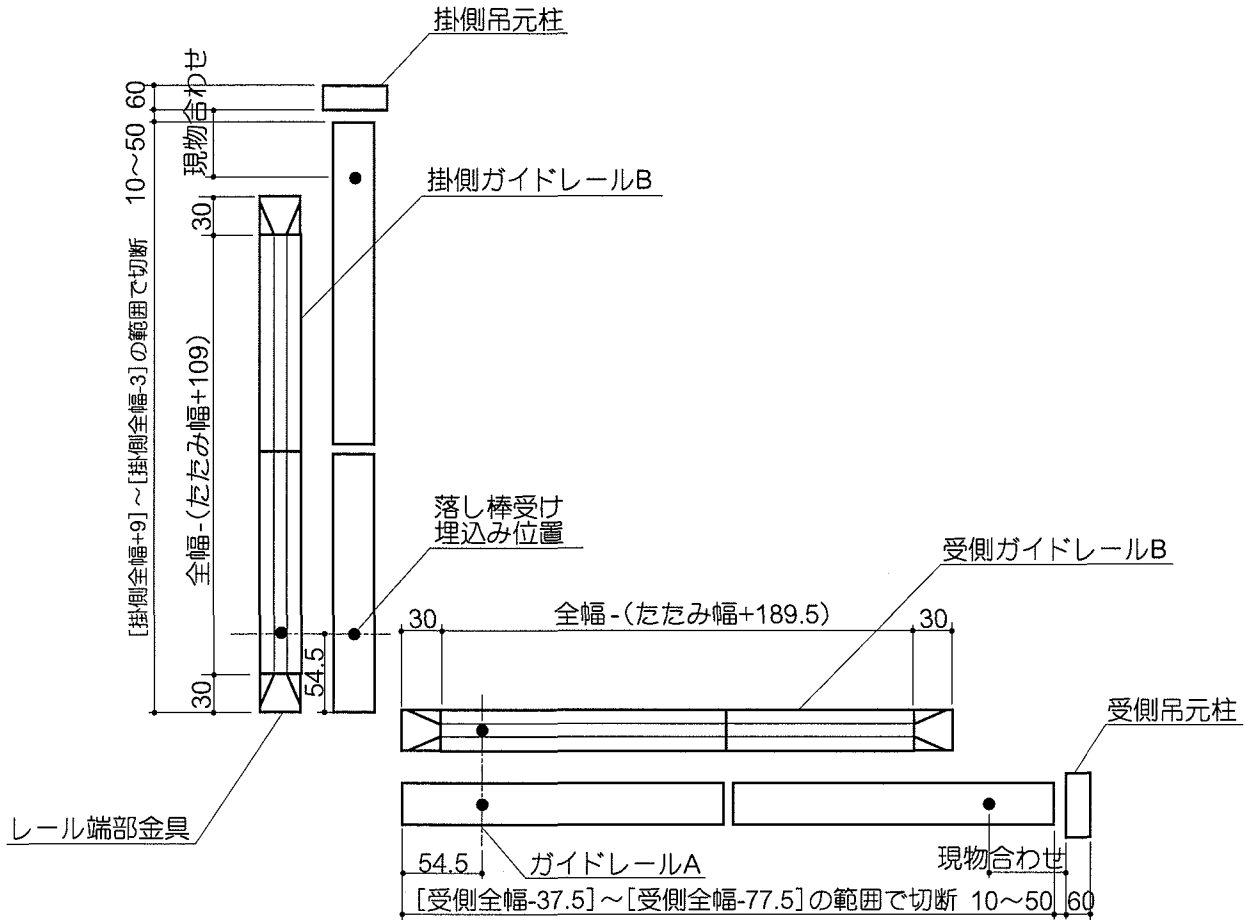 掛側吊元柱
60
現物合わせ
10～50
掛側ガイドレールB
30
[掛側全幅+9]～[掛側全幅-3]の範囲で切断
全幅-(たたみ幅+109)
落し棒受け
埋込み位置
受側ガイドレールB
30
全幅-(たたみ幅+189.5)
30
54.5
30
受側吊元柱
レール端部金具
54.5
ガイドレールA
現物合わせ
[受側全幅-37.5]～[受側全幅-77.5]の範囲で切断
10～50
60